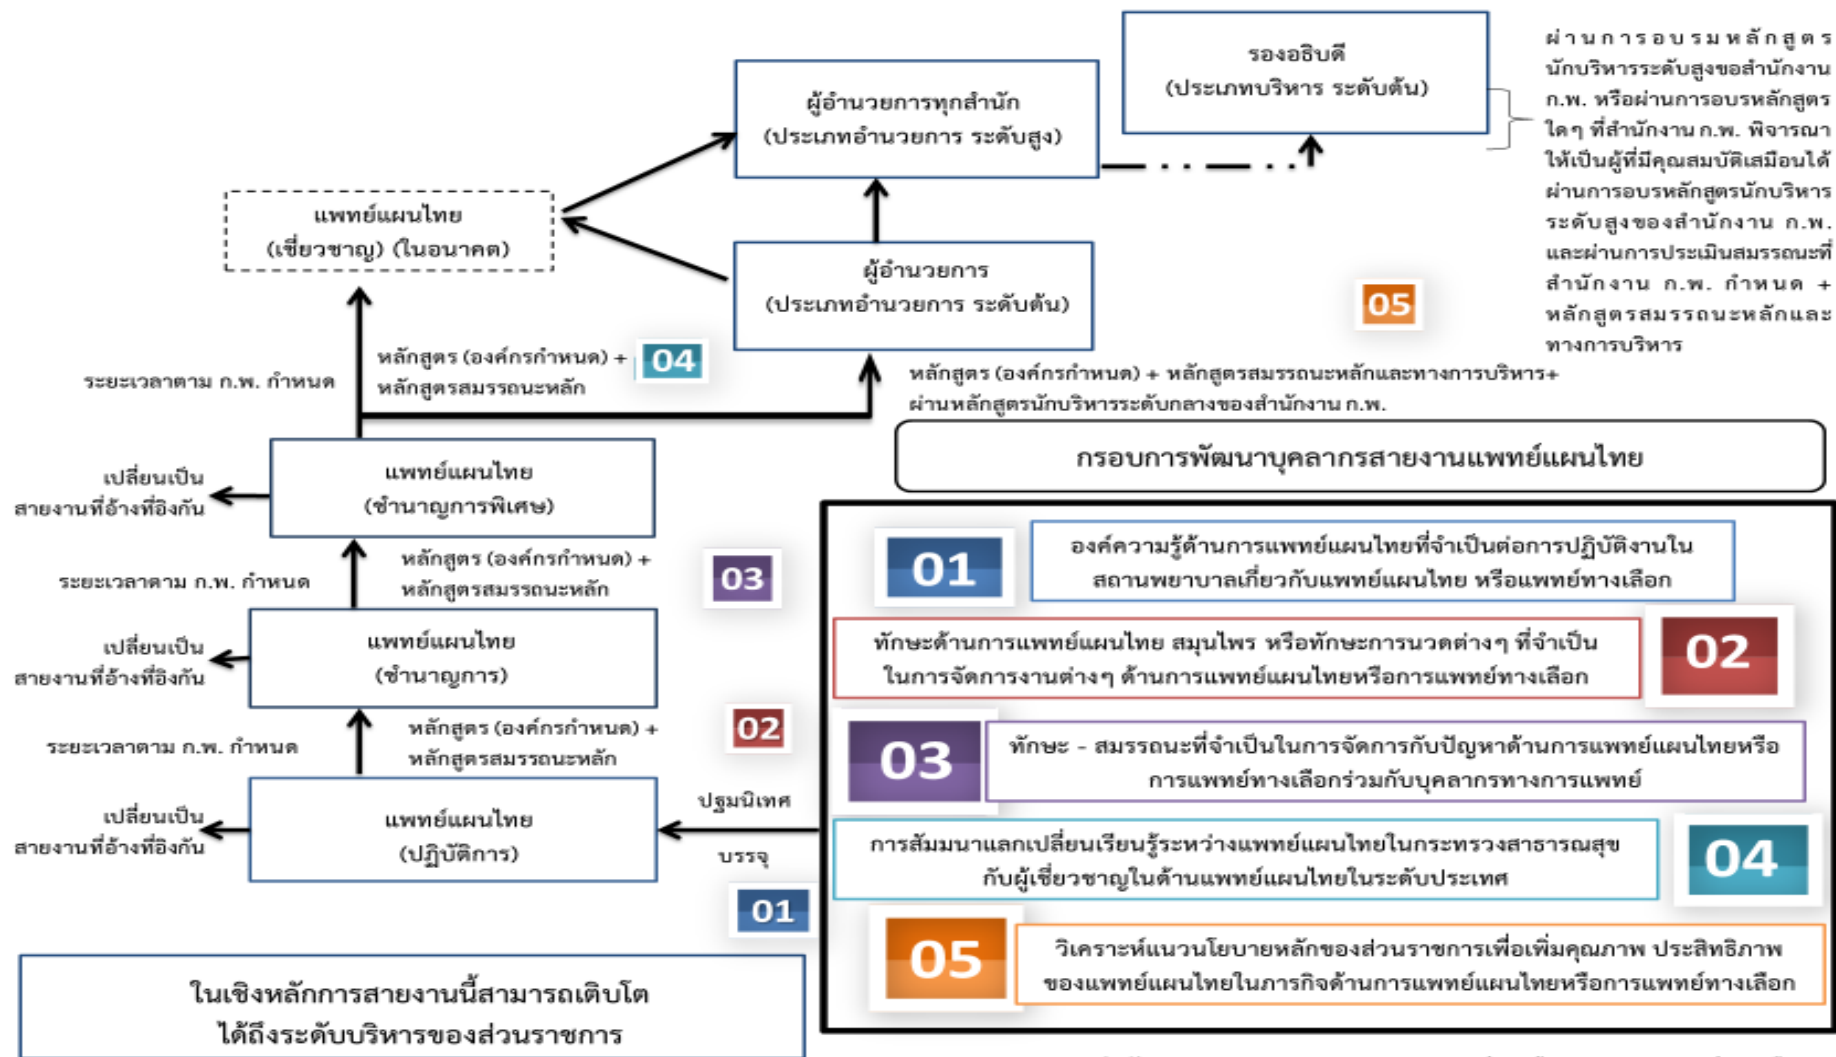 รองอธิบดี
(ประเภทบริหาร ระดับต้น)
ผ่านการอบรมหลักสูตร
นักบริหารระดับสูงขอสำนักงาน
ก.พ. หรือผ่านการอบรหลักสูตร
ใดๆ ที่สำนักงาน ก.พ. พิจารณา
ให้เป็นผู้ที่มีคุณสมบัติเสมือนได้
ผ่านการอบรหลักสูตรนักบริหาร
ระดับสูงของสำนักงาน ก.พ.
และผ่านการประเมินสมรรถนะที่
สำนักงาน ก.พ. กำหนด +
หลักสูตรสมรรถนะหลักและ
ทางการบริหาร
ผู้อำนวยการทุกสำนัก
(ประเภทอำนวยการ ระดับสูง)
แพทย์แผนไทย
(เชี่ยวชาญ) (ในอนาคต)
ผู้อำนวยการ
(ประเภทอำนวยการ ระดับต้น)
05
ระยะเวลาตาม ก.พ. กำหนด
หลักสูตร (องค์กรกำหนด) +
หลักสูตรสมรรถนะหลัก
04
หลักสูตร (องค์กรกำหนด) + หลักสูตรสมรรถนะหลักและทางการบริหาร+
ผ่านหลักสูตรนักบริหารระดับกลางของสำนักงาน ก.พ.
แพทย์แผนไทย
(ชำนาญการพิเศษ)
เปลี่ยนเป็น
สายงานที่อ้างที่อิงกัน
ระยะเวลาตาม ก.พ. กำหนด
หลักสูตร (องค์กรกำหนด) +
หลักสูตรสมรรถนะหลัก
03
แพทย์แผนไทย
(ชำนาญการ)
เปลี่ยนเป็น
สายงานที่อ้างที่อิงกัน
ระยะเวลาตาม ก.พ. กำหนด
หลักสูตร (องค์กรกำหนด) +
หลักสูตรสมรรถนะหลัก
02
แพทย์แผนไทย
(ปฏิบัติการ)
เปลี่ยนเป็น
สายงานที่อ้างที่อิงกัน
ปฐมนิเทศ
บรรจุ
01
ในเชิงหลักการสายงานนี้สามารถเติบโต
ได้ถึงระดับบริหารของส่วนราชการ
กรอบการพัฒนาบุคลากรสายงานแพทย์แผนไทย
01
องค์ความรู้ด้านการแพทย์แผนไทยที่จำเป็นต่อการปฏิบัติงานใน
สถานพยาบาลเกี่ยวกับแพทย์แผนไทย หรือแพทย์ทางเลือก
ทักษะด้านการแพทย์แผนไทย สมุนไพร หรือทักษะการนวดต่างๆ ที่จำเป็น
ในการจัดการงานต่างๆ ด้านการแพทย์แผนไทยหรือการแพทย์ทางเลือก
02
03
ทักษะ - สมรรถนะที่จำเป็นในการจัดการกับปัญหาด้านการแพทย์แผนไทยหรือ
การแพทย์ทางเลือกร่วมกับบุคลากรทางการแพทย์
การสัมมนาแลกเปลี่ยนเรียนรู้ระหว่างแพทย์แผนไทยในกระทรวงสาธารณสุข
กับผู้เชี่ยวชาญในด้านแพทย์แผนไทยในระดับประเทศ
04
05
วิเคราะห์แนวนโยบายหลักของส่วนราชการเพื่อเพิ่มคุณภาพ ประสิทธิภาพ
ของแพทย์แผนไทยในภารกิจด้านการแพทย์แผนไทยหรือการแพทย์ทางเลือก